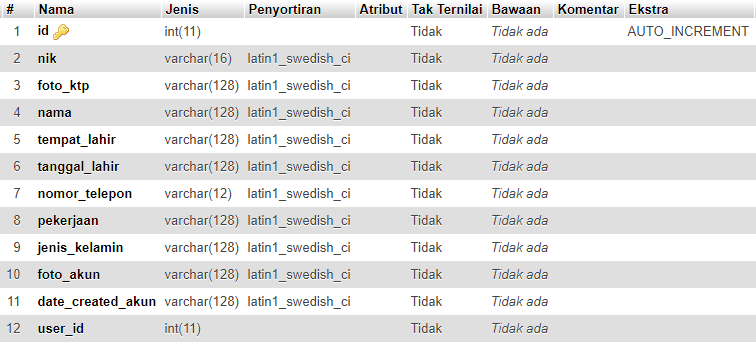 # Nama Jenis Penyortiran Atribut Tak Ternilai Bawaan Komentar Ekstra
1 id int(11) Tidak Tidak ada AUTO_INCREMENT
2 nik varchar(16) latin1_swedish_ci Tidak Tidak ada
3 foto_ktp varchar(128) latin1_swedish_ci Tidak Tidak ada
4 nama varchar(128) latin1_swedish_ci Tidak Tidak ada
5 tempat_lahir varchar(128) latin1_swedish_ci Tidak Tidak ada
6 tanggal_lahir varchar(128) latin1_swedish_ci Tidak Tidak ada
7 nomor_telepon varchar(12) latin1_swedish_ci Tidak Tidak ada
8 pekerjaan varchar(128) latin1_swedish_ci Tidak Tidak ada
9 jenis_kelamin varchar(128) latin1_swedish_ci Tidak Tidak ada
10 foto_akun varchar(128) latin1_swedish_ci Tidak Tidak ada
11 date_created_akun varchar(128) latin1_swedish_ci Tidak Tidak ada
12 user_id int(11) Tidak Tidak ada